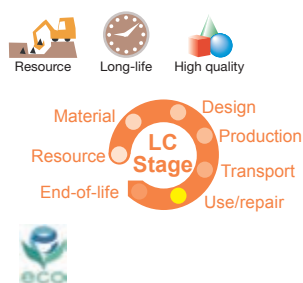 Resource Long-life High quality
Material
Design
LC
Production
Resource
Stage
Transport
End-of-life
Use/repair
eco